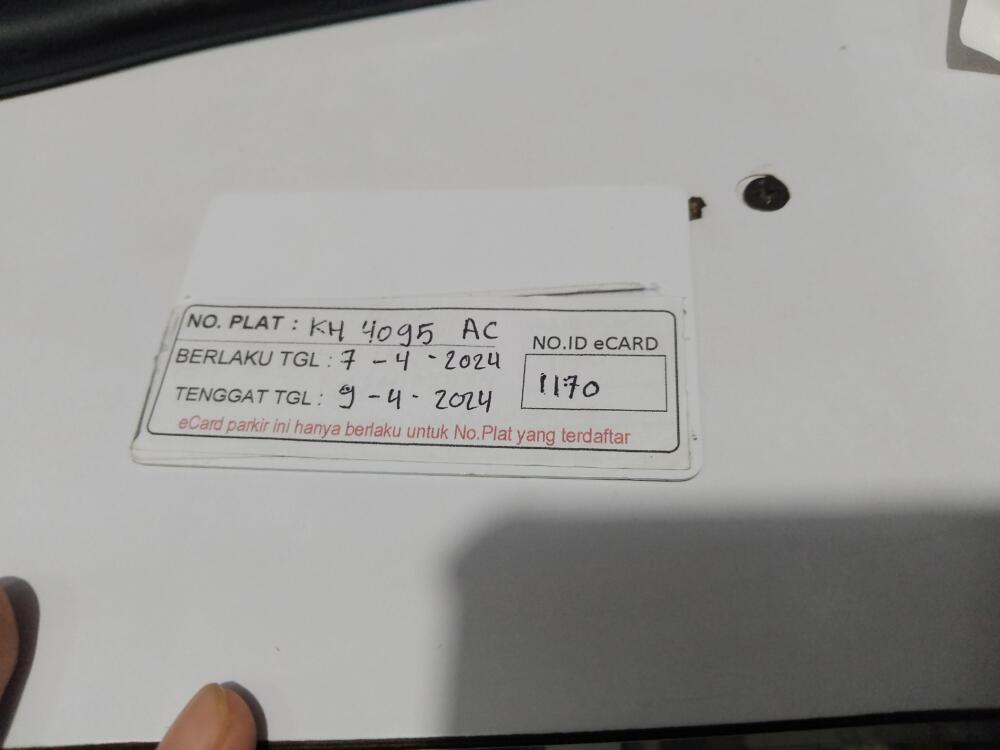 NO. PLAT : KH 4095 AC
BERLAKU TGL : 7 - 4 - 2024
TENGGAT TGL : 9 - 4 - 2024
NO.ID eCARD
1170
eCard parkir ini hanya berlaku untuk No.Plat yang terdaftar